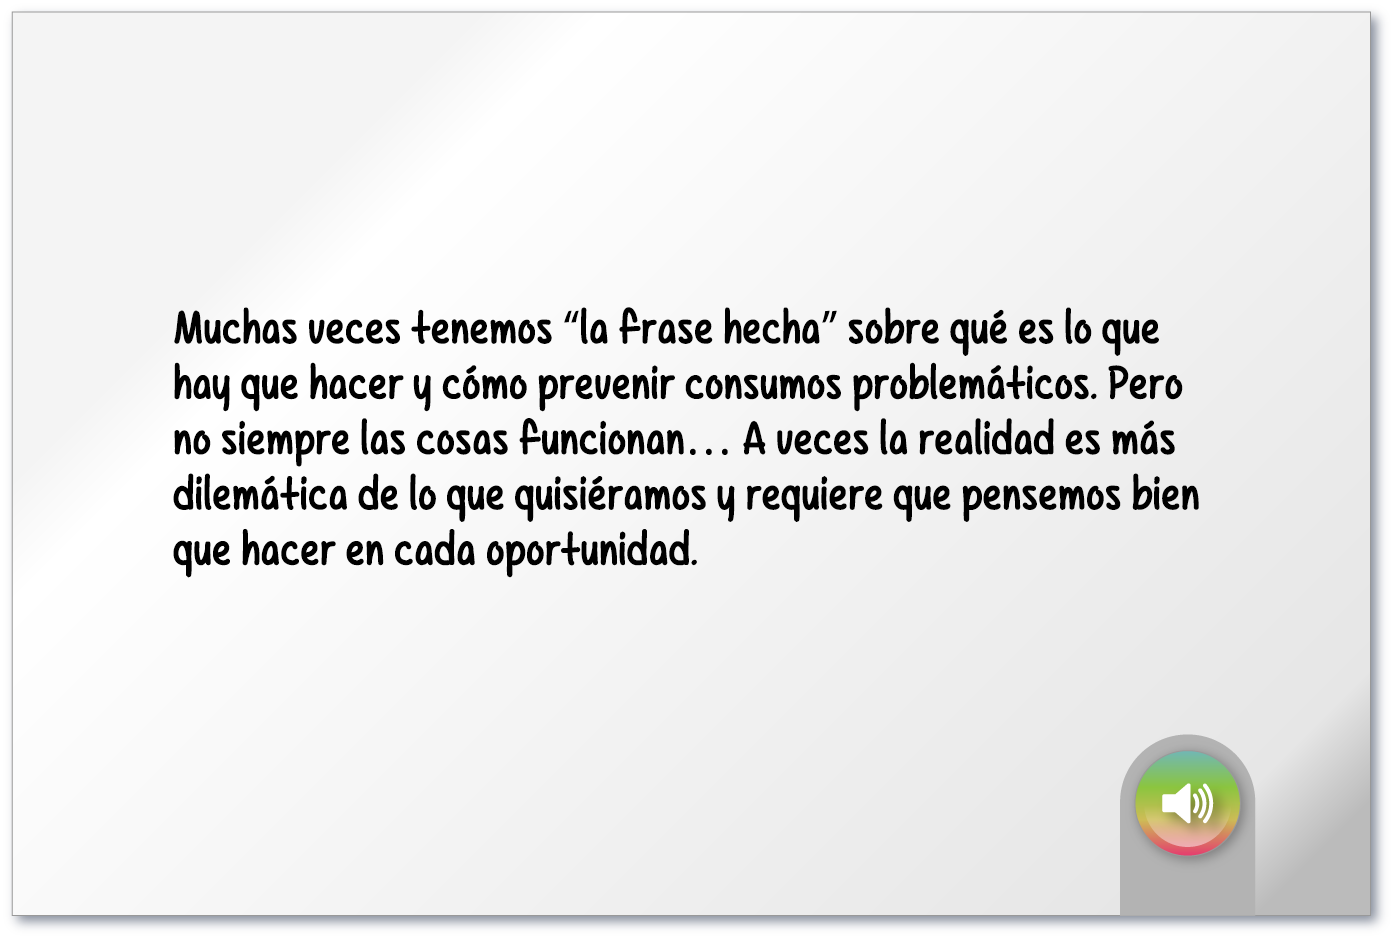 Muchas veces tenemos “la frase hecha” sobre qué es lo que
hay que hacer y cómo prevenir consumos problemáticos. Pero
no siempre las cosas funcionan... A veces la realidad es más
dilemática de lo que quisiéramos y requiere que pensemos bien
que hacer en cada oportunidad.